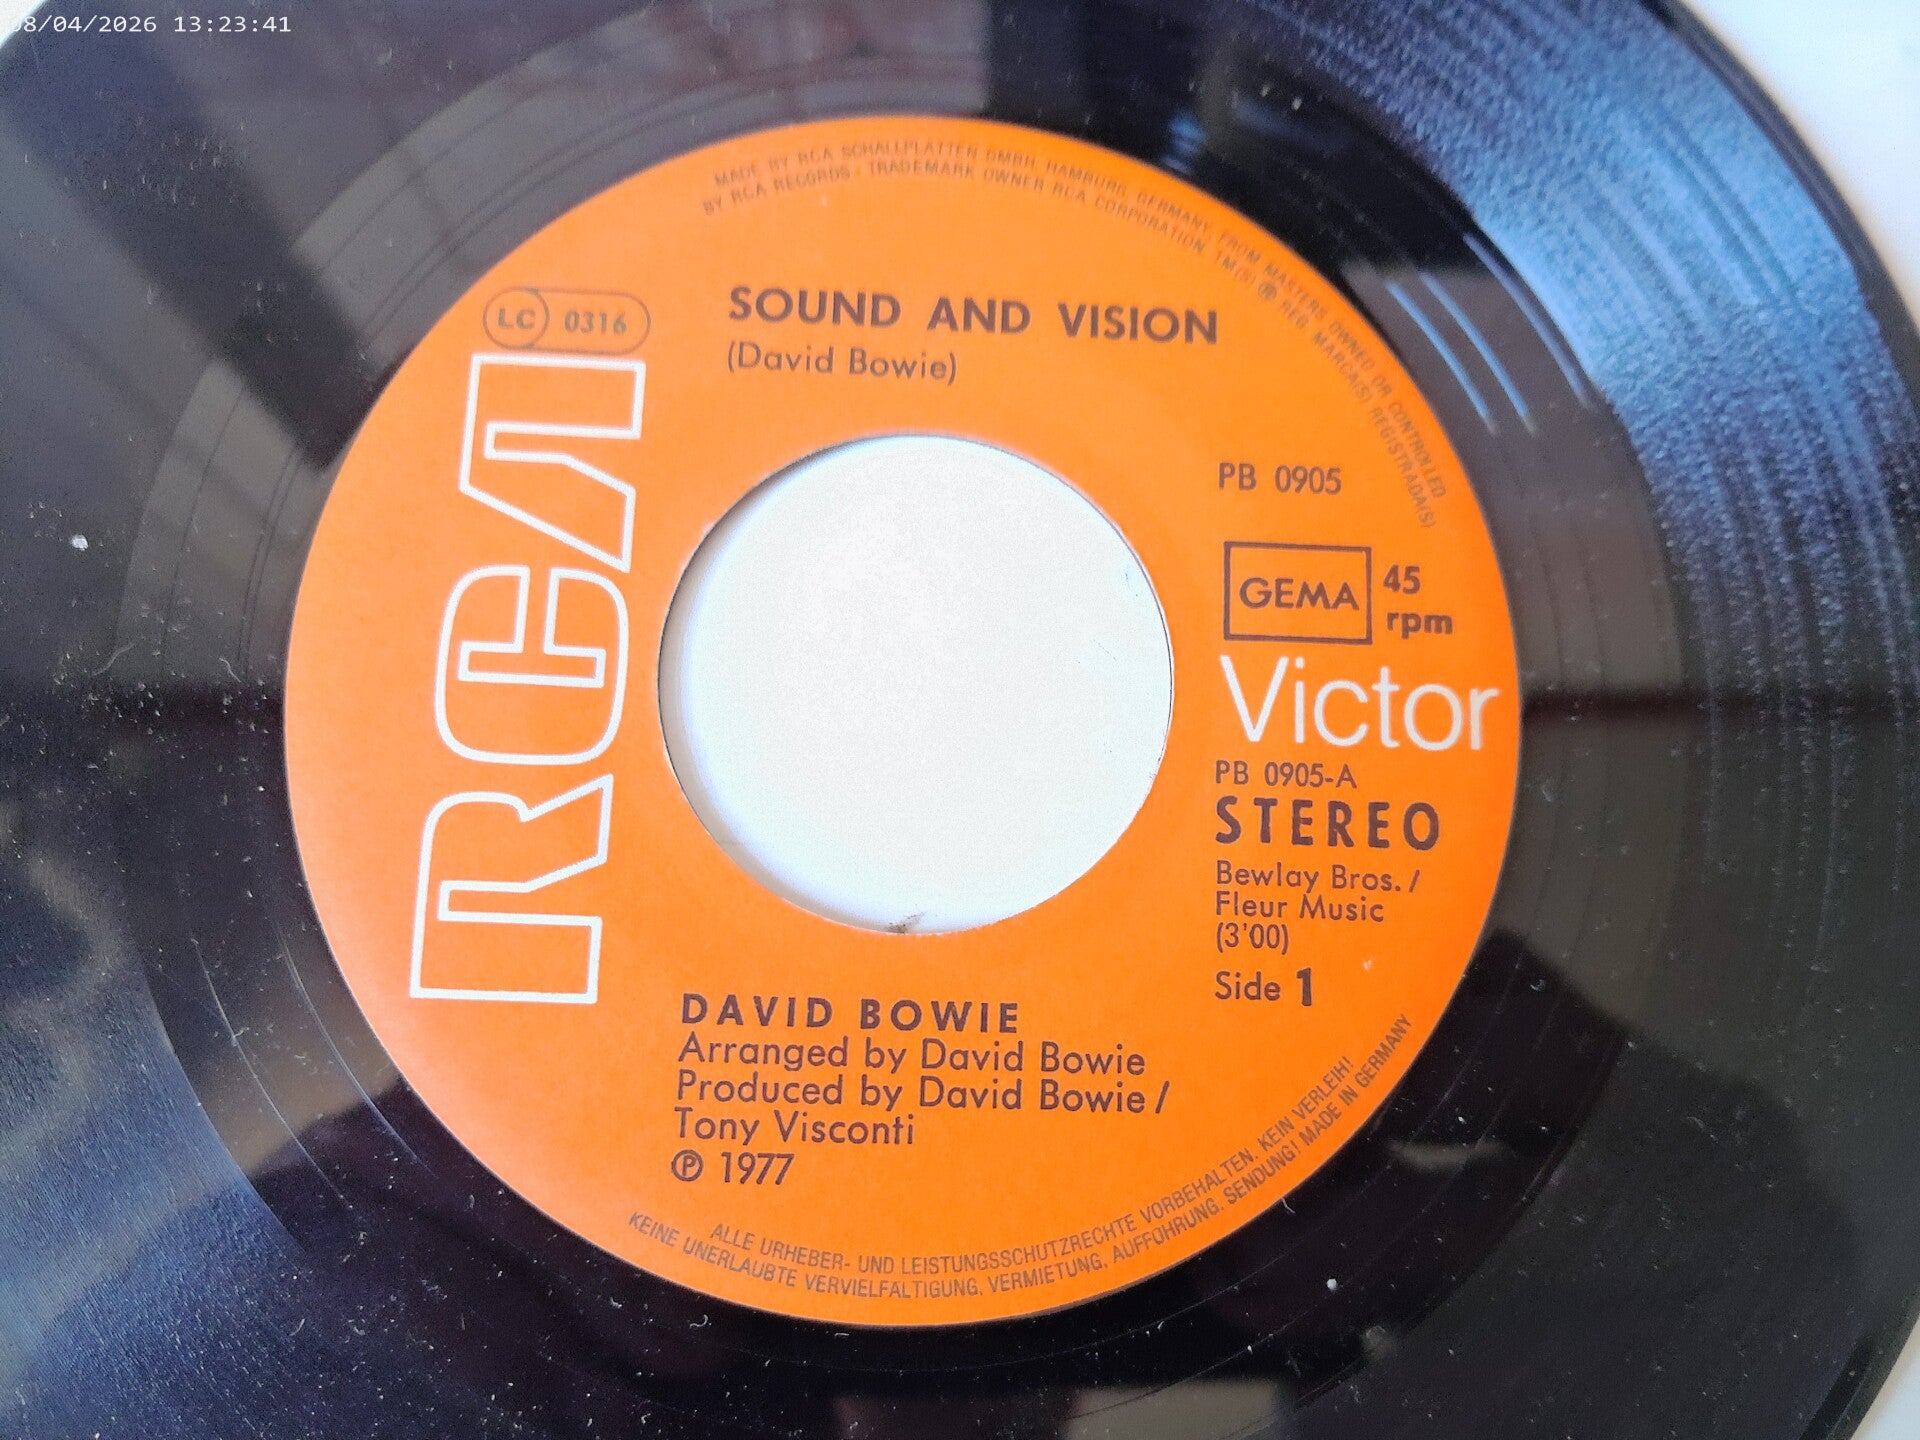 8/04/2026 13:23:41
MADE BY RCA SCHALLPLATTEN GMBH, HAMBURG, GERMANY, FROM MASTERS OWNED OR CONTROLLED
BY RCA RECORDS · TRADEMARK OWNER RCA CORPORATION, TM(S) ® REG. MARCA(S) REGISTRADA(S)
LC 0316
SOUND AND VISION
(David Bowie)
RCA
PB 0905
GEMA
45
rpm
Victor
PB 0905-A
STEREO
Bewlay Bros. /
Fleur Music
(3'00)
Side 1
DAVID BOWIE
Arranged by David Bowie
Produced by David Bowie /
Tony Visconti
℗ 1977
ALLE URHEBER- UND LEISTUNGSSCHUTZRECHTE VORBEHALTEN. KEIN VERLEIH!
KEINE UNERLAUBTE VERVIELFALTIGUNG, VERMIETUNG, AUFFÜHRUNG, SENDUNG! MADE IN GERMANY